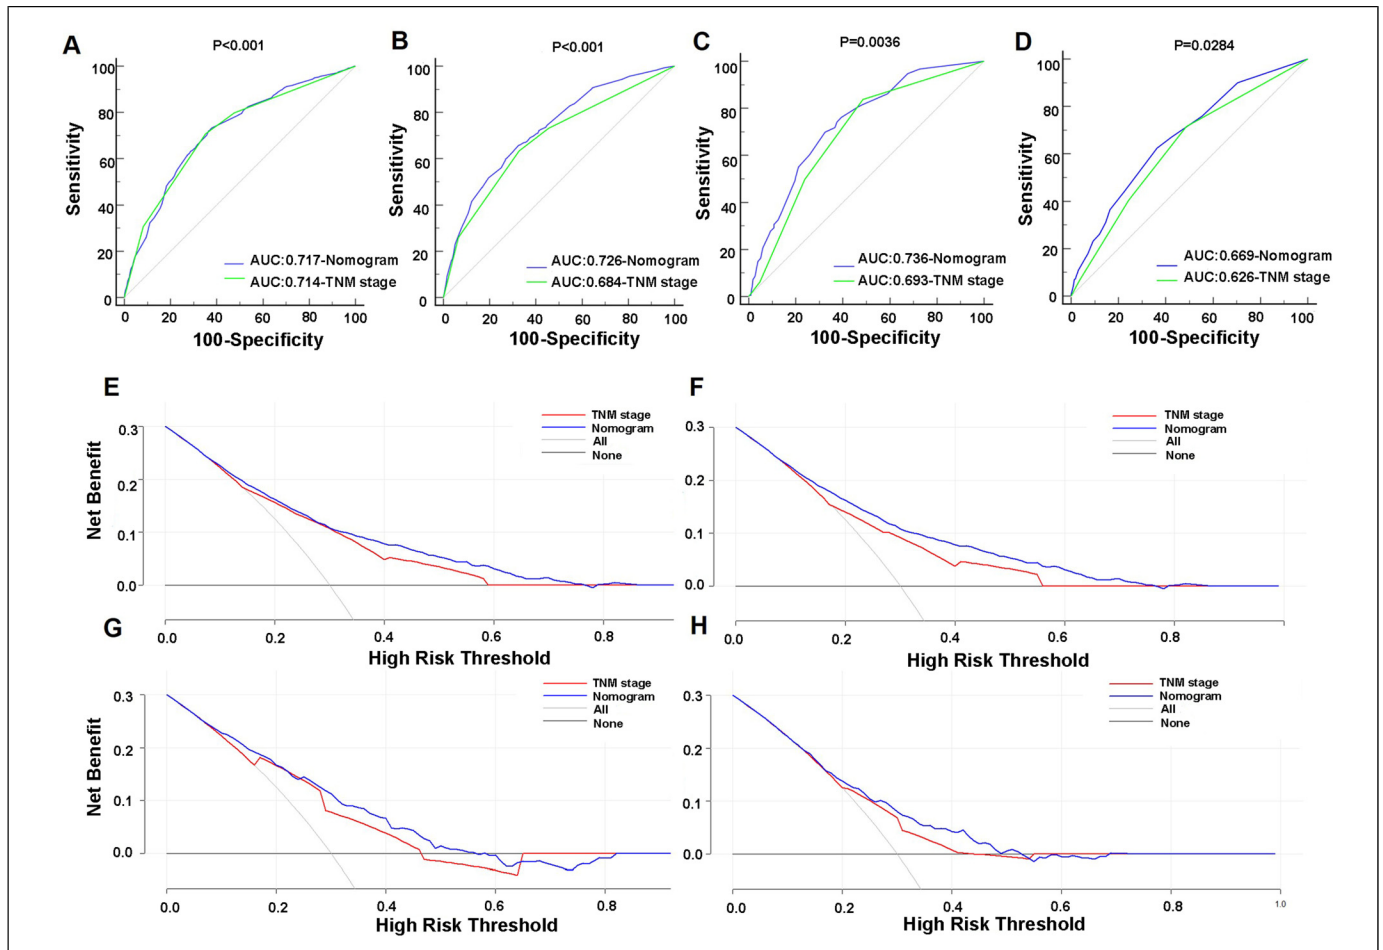 A
P<0.001
Sensitivity
100
80
60
40
20
0
AUC:0.717-Nomogram
AUC:0.714-TNM stage
0 20 40 60 80 100
100-Specificity
B
P<0.001
Sensitivity
100
80
60
40
20
0
AUC:0.726-Nomogram
AUC:0.684-TNM stage
0 20 40 60 80 100
100-Specificity
C
P=0.0036
Sensitivity
100
80
60
40
20
0
AUC:0.736-Nomogram
AUC:0.693-TNM stage
0 20 40 60 80 100
100-Specificity
D
P=0.0284
Sensitivity
100
80
60
40
20
0
AUC:0.669-Nomogram
AUC:0.626-TNM stage
0 20 40 60 80 100
100-Specificity
E
Net Benefit
0.3
0.2
0.1
0.0
TNM stage
Nomogram
All
None
0.0 0.2 0.4 0.6 0.8
High Risk Threshold
F
0.3
0.2
0.1
0.0
TNM stage
Nomogram
All
None
0.0 0.2 0.4 0.6 0.8
High Risk Threshold
G
Net Benefit
0.3
0.2
0.1
0.0
TNM stage
Nomogram
All
None
0.0 0.2 0.4 0.6 0.8
High Risk Threshold
H
0.3
0.2
0.1
0.0
TNM stage
Nomogram
All
None
0.0 0.2 0.4 0.6 0.8 1.0
High Risk Threshold